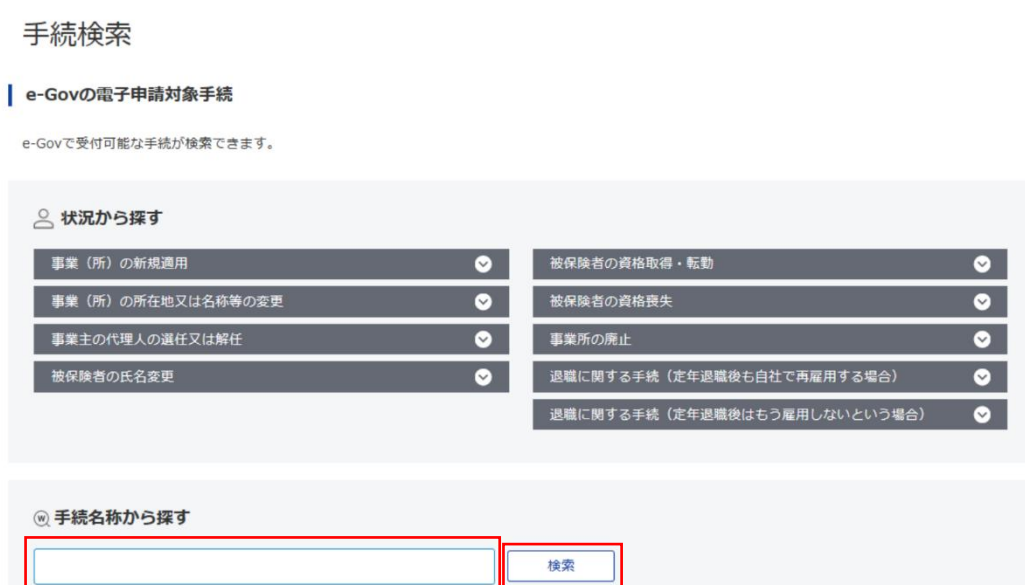 手続検索
e-Govの電子申請対象手続
e-Govで受付可能な手続が検索できます。
状況から探す
事業（所）の新規適用
事業（所）の所在地又は名称等の変更
事業主の代理人の選任又は解任
被保険者の氏名変更
被保険者の資格取得・転勤
被保険者の資格喪失
事業所の廃止
退職に関する手続（定年退職後も自社で再雇用する場合）
退職に関する手続（定年退職後はもう雇用しないという場合）
W 手続名称から探す
検索